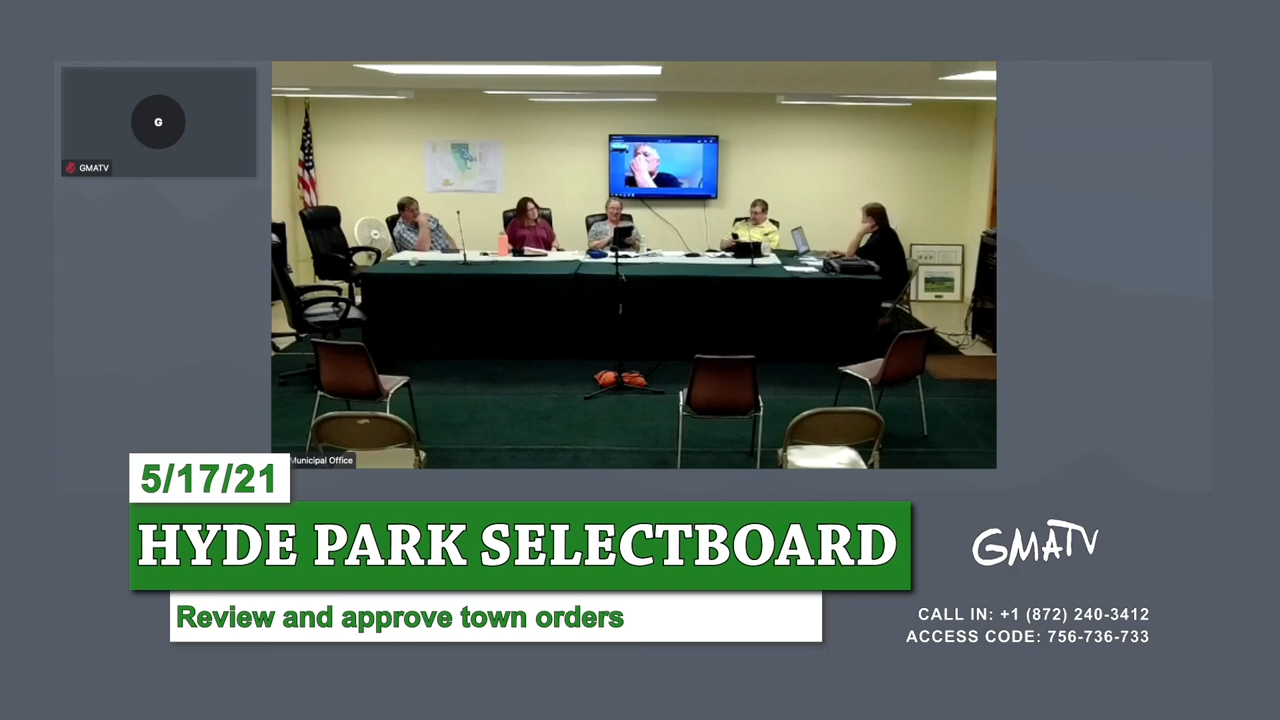 G
GMATV
Municipal Office
5/17/21
HYDE PARK SELECTBOARD
Review and approve town orders
GMATV
CALL IN: +1 (872) 240-3412
ACCESS CODE: 756-736-733